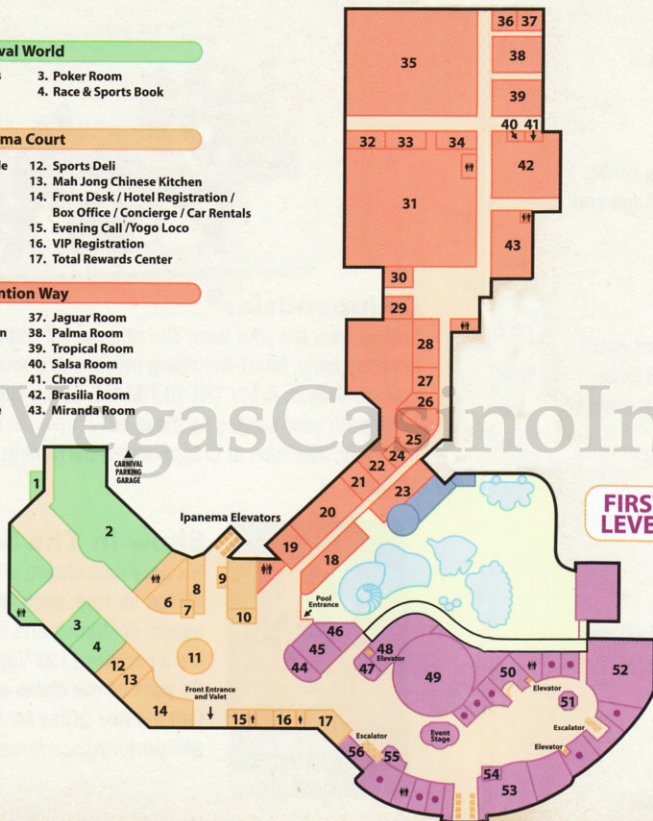 val World
3. Poker Room
4. Race & Sports Book
ma Court
12. Sports Deli
13. Mah Jong Chinese Kitchen
14. Front Desk / Hotel Registration /
Box Office / Concierge / Car Rentals
15. Evening Call /Yogo Loco
16. VIP Registration
17. Total Rewards Center
ntion Way
37. Jaguar Room
38. Palma Room
39. Tropical Room
40. Salsa Room
41. Choro Room
42. Brasilia Room
43. Miranda Room
36 37
35
38
39
40 41
32 33 34
42
31
43
30
29
28
27
26
25
24
VegasCasinoIn
CARNIVAL
PARKING
GARAGE
22
21
23
1
20
2
Ipanema Elevators
FIRS
LEVE
19
18
9
8
6
7
10
Pool
Entrance
3
46
45
48
Elevator
4
12
11
44
47
49
50
52
13
Elevator
Front Entrance
and Valet
51
14
15 16 17
Event
Stage
Escalator
Escalator
Elevator
56
55
54
53